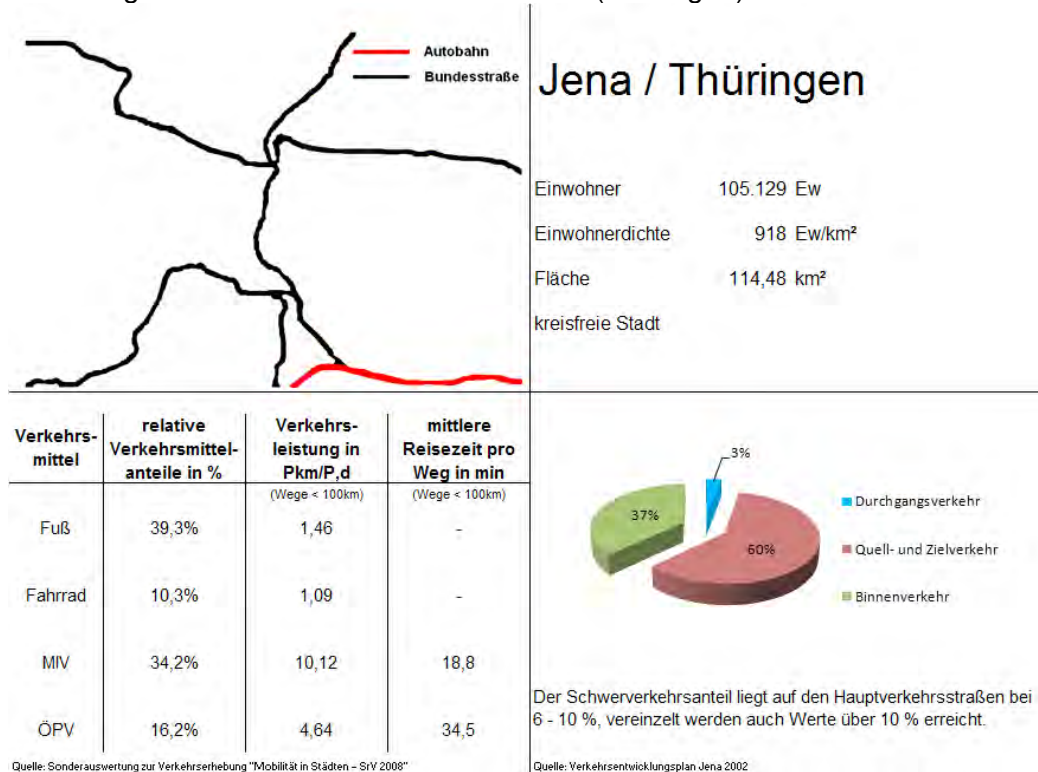 Autobahn
Bundesstraße
Jena / Thüringen
Einwohner 105.129 Ew
Einwohnerdichte 918 Ew/km²
Fläche 114,48 km²
kreisfreie Stadt
Verkehrs-
mittel
relative
Verkehrsmittel-
anteile in %
Verkehrs-
leistung in
Pkm/P,d
mittlere
Reisezeit pro
Weg in min
(Wege < 100km) (Wege < 100km)
Fuß 39,3% 1,46 -
Fahrrad 10,3% 1,09 -
MIV 34,2% 10,12 18,8
ÖPV 16,2% 4,64 34,5
Quelle: Sonderauswertung zur Verkehrserhebung "Mobilität in Städten – SrV 2008"
3%
37%
60%
Durchgangsverkehr
Quell- und Zielverkehr
Binnenverkehr
Der Schwerverkehrsanteil liegt auf den Hauptverkehrsstraßen bei
6 - 10 %, vereinzelt werden auch Werte über 10 % erreicht.
Quelle: Verkehrsentwicklungsplan Jena 2002